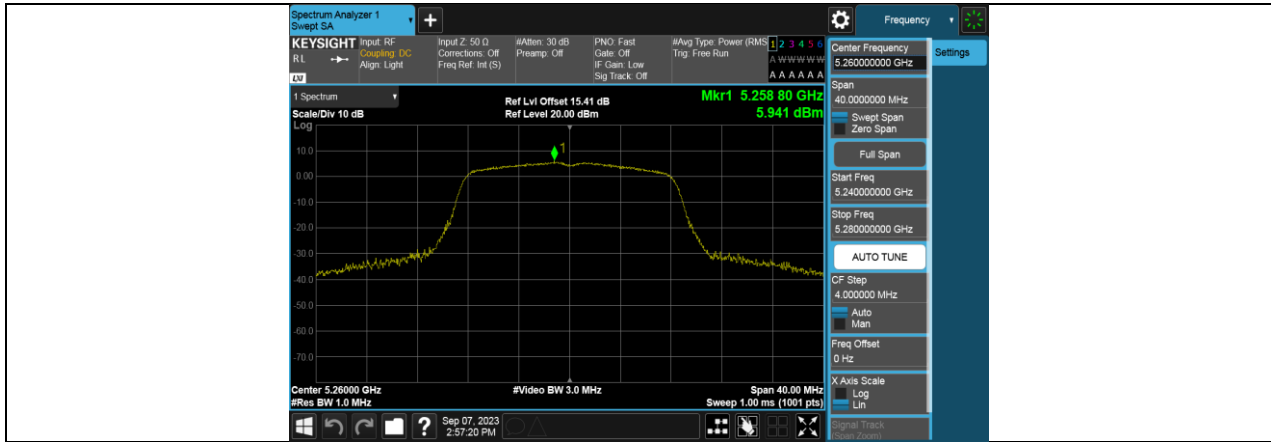 Spectrum Analyzer 1
Swept SA
+
Frequency
KEYSIGHT
RL
LXI
Input: RF
Coupling: DC
Align: Light
Input Z: 50 Ω
Corrections: Off
Freq Ref: Int (S)
#Atten: 30 dB
Preamp: Off
PNO: Fast
Gate: Off
IF Gain: Low
Sig Track: Off
#Avg Type: Power (RMS
Trig: Free Run
1 2 3 4 5 6
A W W W W W
A A A A A A
1 Spectrum
Scale/Div 10 dB
Ref Lvl Offset 15.41 dB
Ref Level 20.00 dBm
Mkr1 5.258 80 GHz
5.941 dBm
Log
1
10.0
0.00
-10.0
-20.0
-30.0
-40.0
-50.0
-60.0
-70.0
Center 5.26000 GHz
#Res BW 1.0 MHz
#Video BW 3.0 MHz
Span 40.00 MHz
Sweep 1.00 ms (1001 pts)
?
Sep 07, 2023
2:57:20 PM
Settings
Center Frequency
5.260000000 GHz
Span
40.0000000 MHz
Swept Span
Zero Span
Full Span
Start Freq
5.240000000 GHz
Stop Freq
5.280000000 GHz
AUTO TUNE
CF Step
4.000000 MHz
Auto
Man
Freq Offset
0 Hz
X Axis Scale
Log
Lin
Signal Track
(Span Zoom)